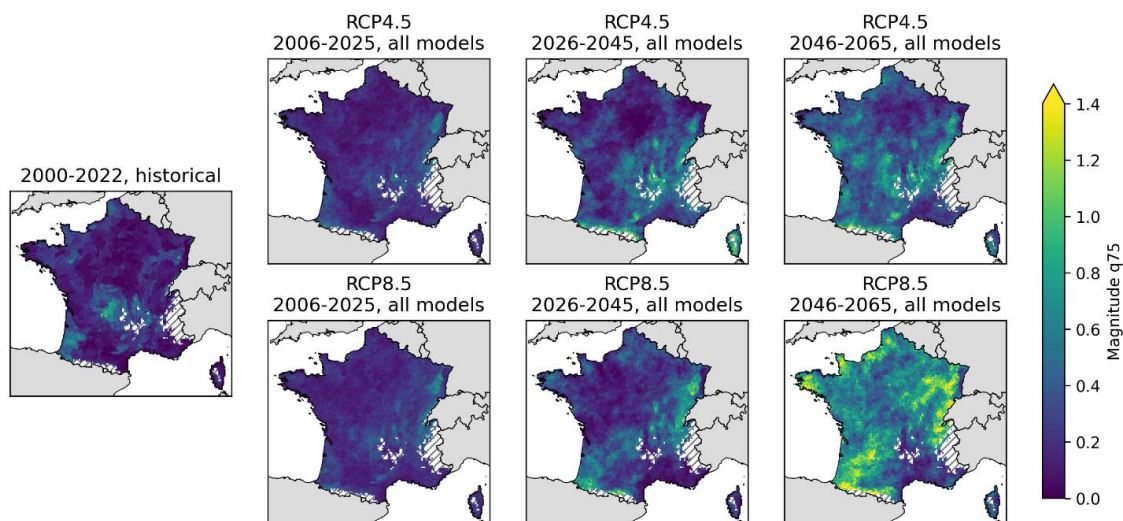 RCP4.5
2006-2025, all models
RCP4.5
2026-2045, all models
RCP4.5
2046-2065, all models
2000-2022, historical
RCP8.5
2006-2025, all models
RCP8.5
2026-2045, all models
RCP8.5
2046-2065, all models
1.4
1.2
1.0
0.8
0.6
0.4
0.2
0.0
Magnitude q75